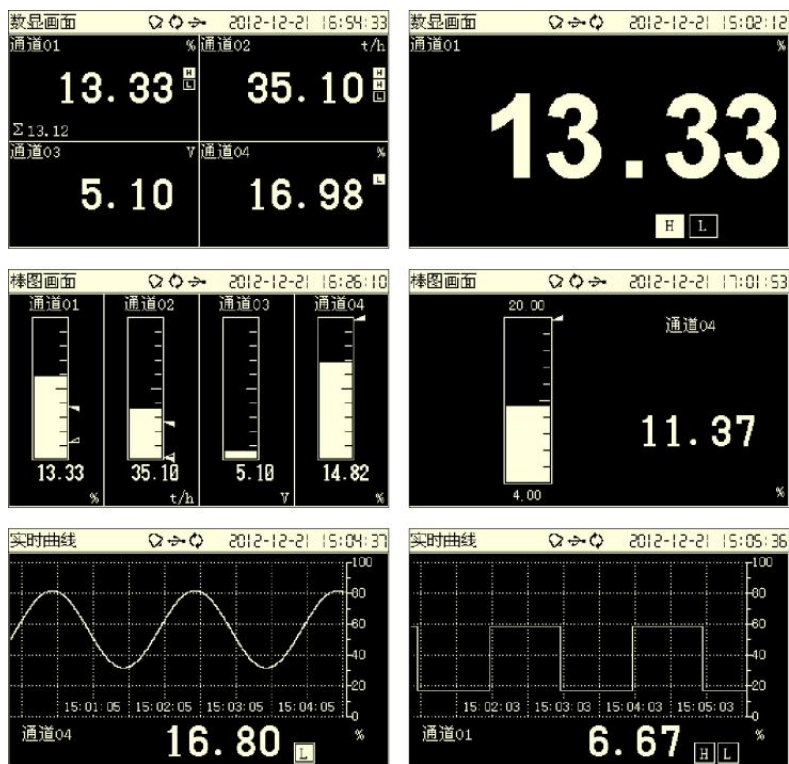 数显画面 2012-12-21 16:54:33
通道01 % 通道02 t/h
13.33 H L 35.10 H H L
Σ13.12
通道03 V 通道04 %
5.10 16.98 L
数显画面 2012-12-21 15:02:12
通道01 %
13.33
H L
棒图画面 2012-12-21 16:26:10
通道01 通道02 通道03 通道04
13.33 35.10 5.10 14.82
% t/h V %
棒图画面 2012-12-21 17:01:53
20.00
通道04
11.37
4.00 %
实时曲线 2012-12-21 15:04:37
100
80
60
40
20
15:01:05 15:02:05 15:03:05 15:04:05
0
通道04 16.80 L %
实时曲线 2012-12-21 15:05:36
100
80
60
40
20
15:02:03 15:03:03 15:04:03 15:05:03
0
通道01 6.67 H L %